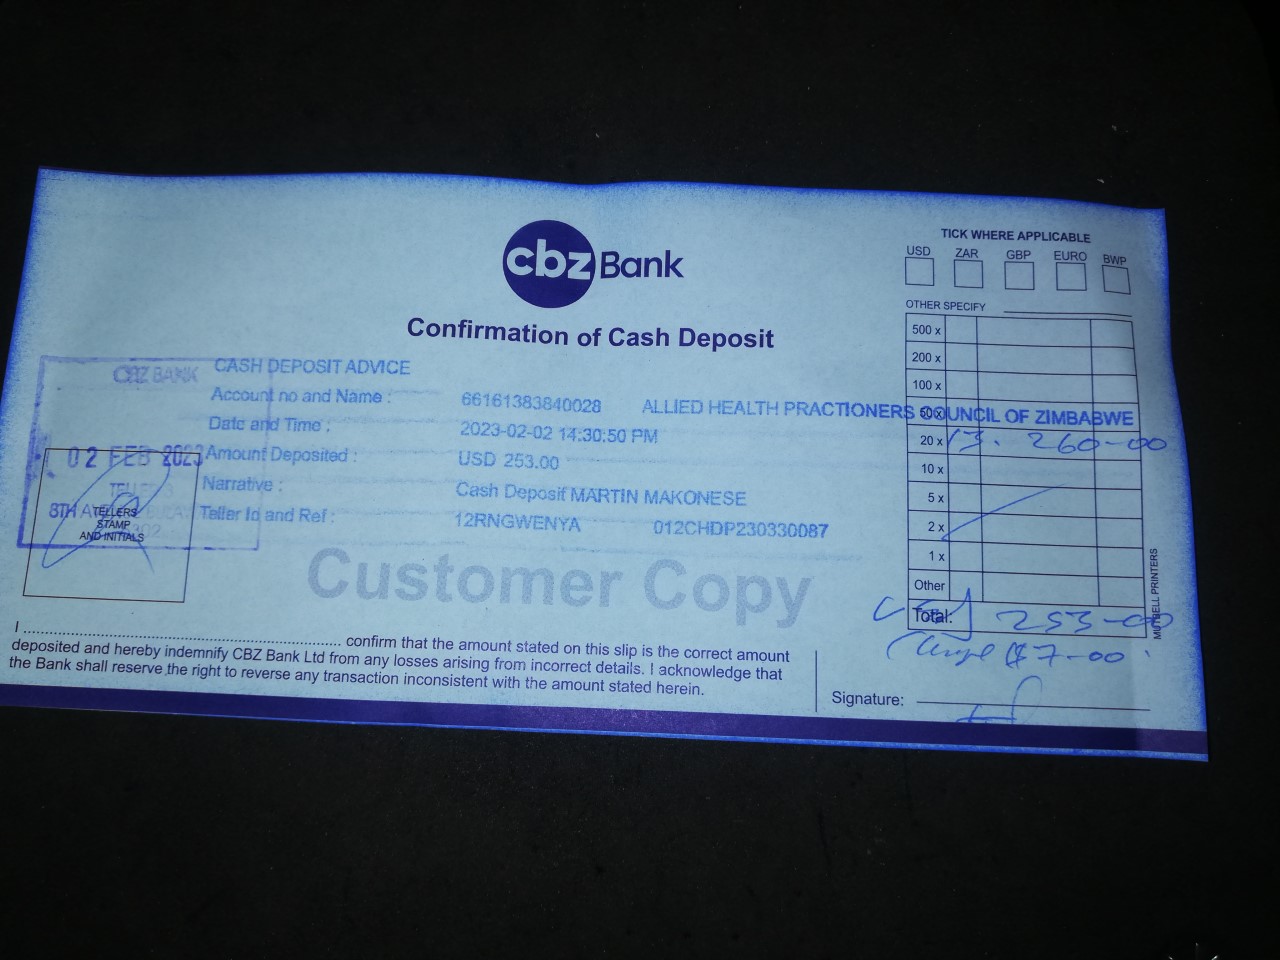 cbz Bank
Confirmation of Cash Deposit
TICK WHERE APPLICABLE
USD ZAR GBP EURO BWP
OTHER SPECIFY
500 x
200 x
100 x
50 x
20 x 13. 260-00
10 x
5 x
2 x
1 x
Other
Total: 253-00
$7-00
MUNBELL PRINTERS
CBZ BANK
02 FEB 2023
8TH
TELLERS
STAMP
AND INITIALS
CASH DEPOSIT ADVICE
Account no and Name : 66161383840028 ALLIED HEALTH PRACTIONERS COUNCIL OF ZIMBABWE
Date and Time : 2023-02-02 14:30:50 PM
Amount Deposited : USD 253.00
Narrative : Cash Deposit MARTIN MAKONESE
Teller Id and Ref : 12RNGWENYA 012CHDP230330087
Customer Copy
I ........................................................................ confirm that the amount stated on this slip is the correct amount
deposited and hereby indemnify CBZ Bank Ltd from any losses arising from incorrect details. I acknowledge that
the Bank shall reserve the right to reverse any transaction inconsistent with the amount stated herein.
Signature: